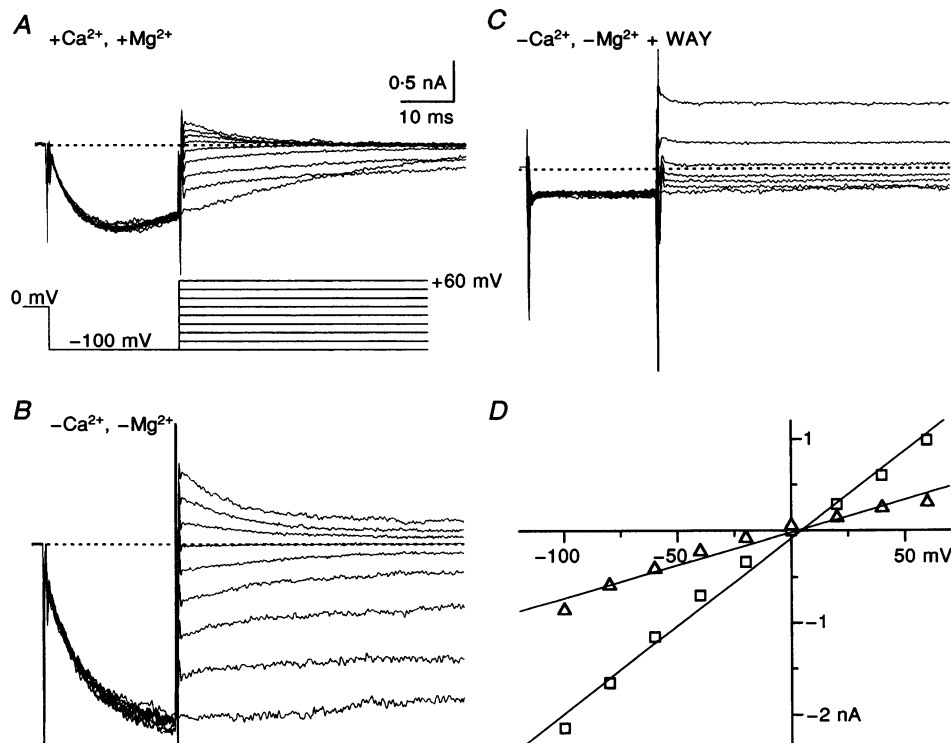 A
+Ca²⁺, +Mg²⁺
0·5 nA
10 ms
0 mV
−100 mV
+60 mV
B
−Ca²⁺, −Mg²⁺
C
−Ca²⁺, −Mg²⁺ + WAY
D
1
−100
−50
50 mV
−1
−2 nA